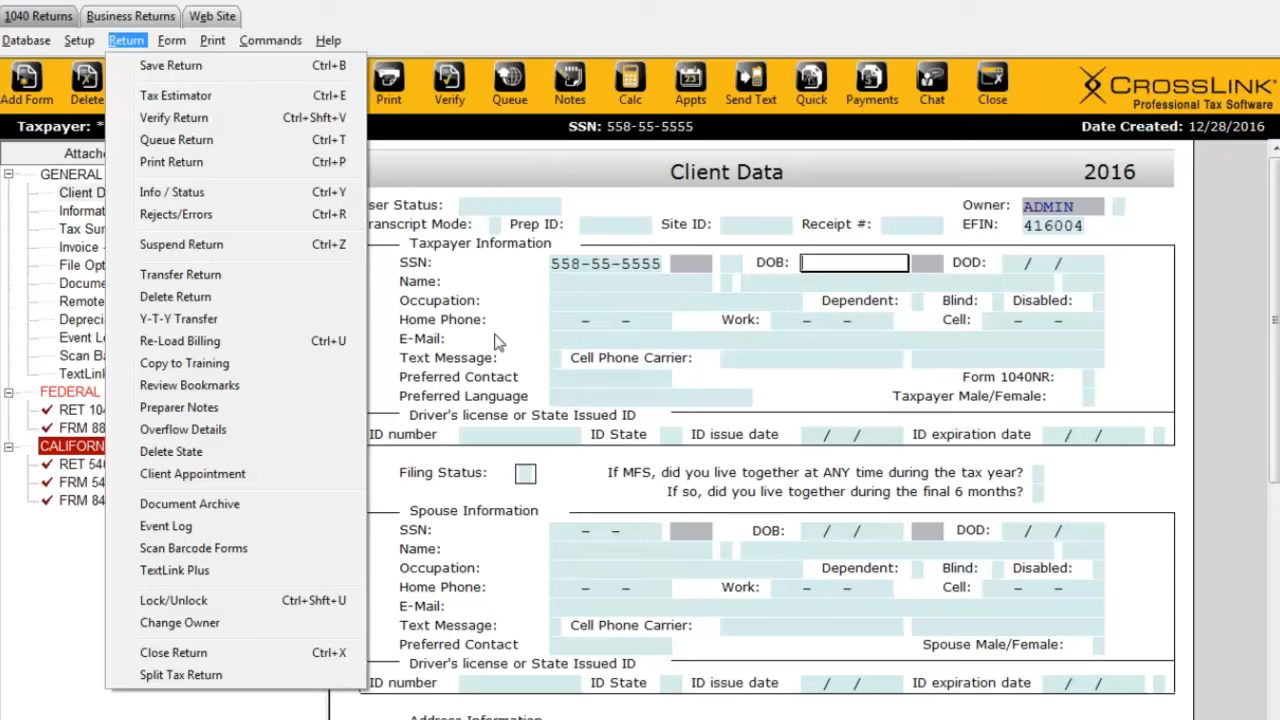 1040 Returns Business Returns Web Site
Database Setup Return Form Print Commands Help
Add Form Delete Print Verify Queue Notes Calc Appts Send Text Quick Payments Chat Close
CROSSLINK
Professional Tax Software
Taxpayer: * SSN: 558-55-5555 Date Created: 12/28/2016
Attache
GENERAL
Client D
Informat
Tax Sum
Invoice -
File Opt
Docume
Remote
Depreci
Event Lo
Scan Ba
TextLink
FEDERAL
RET 104
FRM 88
CALIFORN
RET 540
FRM 54
FRM 84
Save Return Ctrl+B
Tax Estimator Ctrl+E
Verify Return Ctrl+Shft+V
Queue Return Ctrl+T
Print Return Ctrl+P
Info / Status Ctrl+Y
Rejects/Errors Ctrl+R
Suspend Return Ctrl+Z
Transfer Return
Delete Return
Y-T-Y Transfer
Re-Load Billing Ctrl+U
Copy to Training
Review Bookmarks
Preparer Notes
Overflow Details
Delete State
Client Appointment
Document Archive
Event Log
Scan Barcode Forms
TextLink Plus
Lock/Unlock Ctrl+Shft+U
Change Owner
Close Return Ctrl+X
Split Tax Return
Client Data 2016
ser Status: Owner: ADMIN
ranscript Mode: Prep ID: Site ID: Receipt #: EFIN: 416004
Taxpayer Information
SSN: 558-55-5555 DOB: DOD: / /
Name:
Occupation: Dependent: Blind: Disabled:
Home Phone: – – Work: – – Cell: – –
E-Mail:
Text Message: Cell Phone Carrier:
Preferred Contact Form 1040NR:
Preferred Language Taxpayer Male/Female:
Driver's license or State Issued ID
ID number ID State ID issue date / / ID expiration date / /
Filing Status: If MFS, did you live together at ANY time during the tax year?
If so, did you live together during the final 6 months?
Spouse Information
SSN: – – DOB: / / DOD: / /
Name:
Occupation: Dependent: Blind: Disabled:
Home Phone: – – Work: – – Cell: – –
E-Mail:
Text Message: Cell Phone Carrier:
Preferred Contact Spouse Male/Female:
Driver's license or State Issued ID
ID number ID State ID issue date / / ID expiration date / /
Address Information